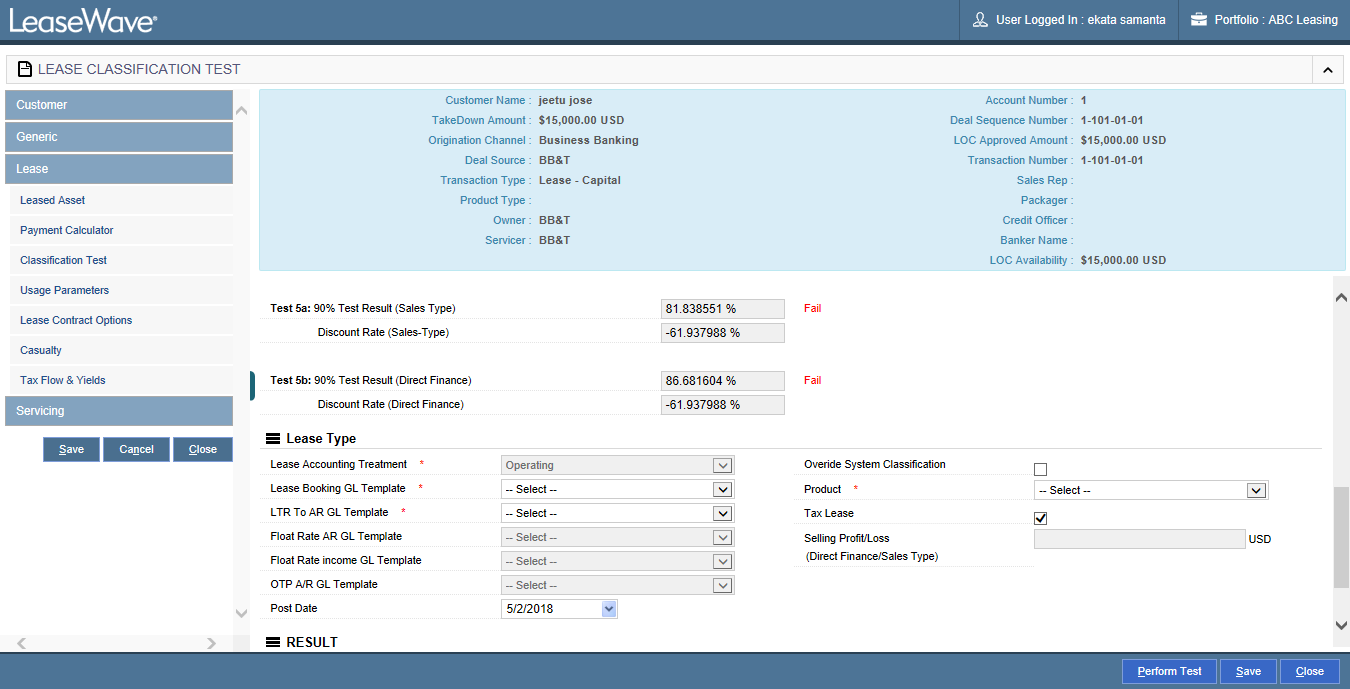 LeaseWave®
User Logged In : ekata samanta
Portfolio : ABC Leasing
LEASE CLASSIFICATION TEST
Customer
Generic
Lease
Leased Asset
Payment Calculator
Classification Test
Usage Parameters
Lease Contract Options
Casualty
Tax Flow & Yields
Servicing
Save Cancel Close
Customer Name : jeetu jose
TakeDown Amount : $15,000.00 USD
Origination Channel : Business Banking
Deal Source : BB&T
Transaction Type : Lease - Capital
Product Type :
Owner : BB&T
Servicer : BB&T
Account Number : 1
Deal Sequence Number : 1-101-01-01
LOC Approved Amount : $15,000.00 USD
Transaction Number : 1-101-01-01
Sales Rep :
Packager :
Credit Officer :
Banker Name :
LOC Availability : $15,000.00 USD
Test 5a: 90% Test Result (Sales Type) 81.838551 % Fail
Discount Rate (Sales-Type) -61.937988 %
Test 5b: 90% Test Result (Direct Finance) 86.681604 % Fail
Discount Rate (Direct Finance) -61.937988 %
Lease Type
Lease Accounting Treatment * Operating
Lease Booking GL Template * -- Select --
LTR To AR GL Template * -- Select --
Float Rate AR GL Template -- Select --
Float Rate income GL Template -- Select --
OTP A/R GL Template -- Select --
Post Date 5/2/2018
Overide System Classification
Product * -- Select --
Tax Lease
Selling Profit/Loss USD
(Direct Finance/Sales Type)
RESULT
Perform Test Save Close